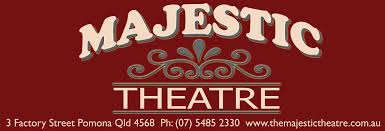 MAJESTIC
THEATRE
3 Factory Street Pomona Qld 4568 Ph: (07) 5485 2330 www.themajestictheatre.com.au